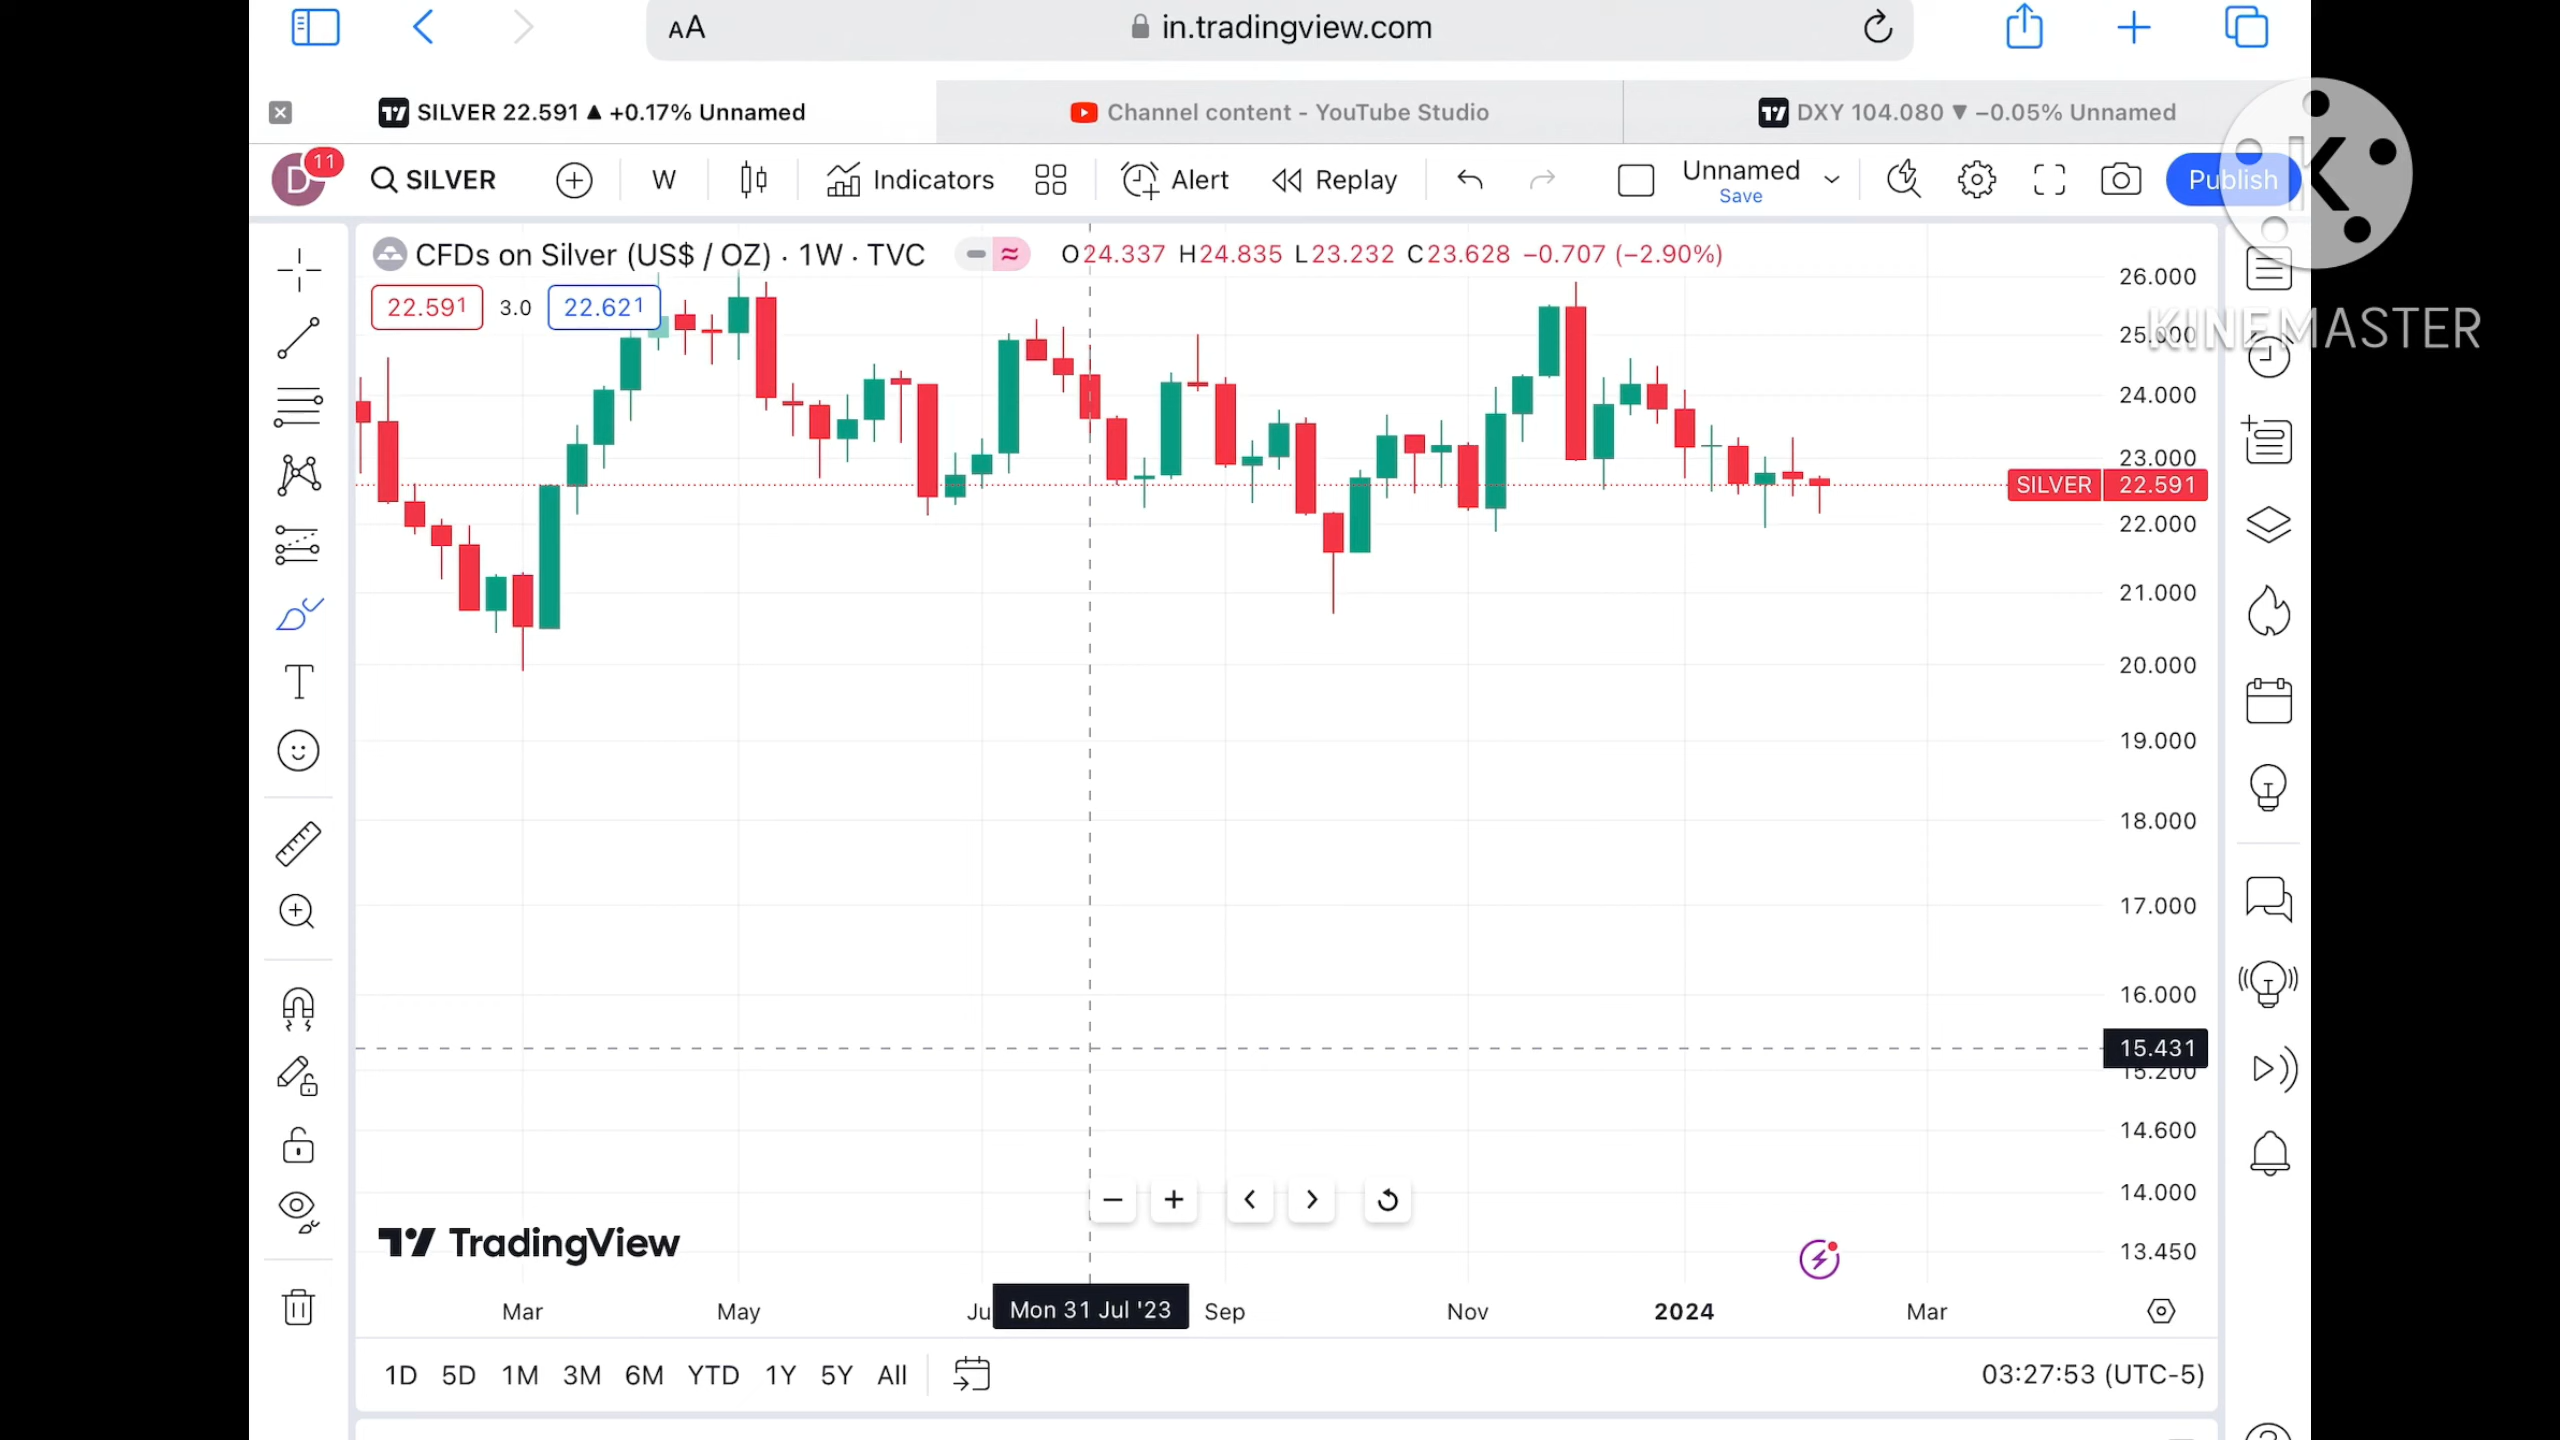 AA
in.tradingview.com
SILVER 22.591 ▲ +0.17% Unnamed
Channel content - YouTube Studio
DXY 104.080 ▼ −0.05% Unnamed
D
11
SILVER
W
Indicators
Alert
Replay
Unnamed
Save
Publish
K
KINEMASTER
CFDs on Silver (US$ / OZ) · 1W · TVC
O24.337 H24.835 L23.232 C23.628 −0.707 (−2.90%)
22.591
3.0
22.621
26.000
25.000
24.000
23.000
SILVER 22.591
22.000
21.000
20.000
19.000
18.000
17.000
16.000
15.431
15.200
14.600
14.000
13.450
TradingView
Mar
May
Ju
Mon 31 Jul '23
Sep
Nov
2024
Mar
1D 5D 1M 3M 6M YTD 1Y 5Y All
03:27:53 (UTC-5)